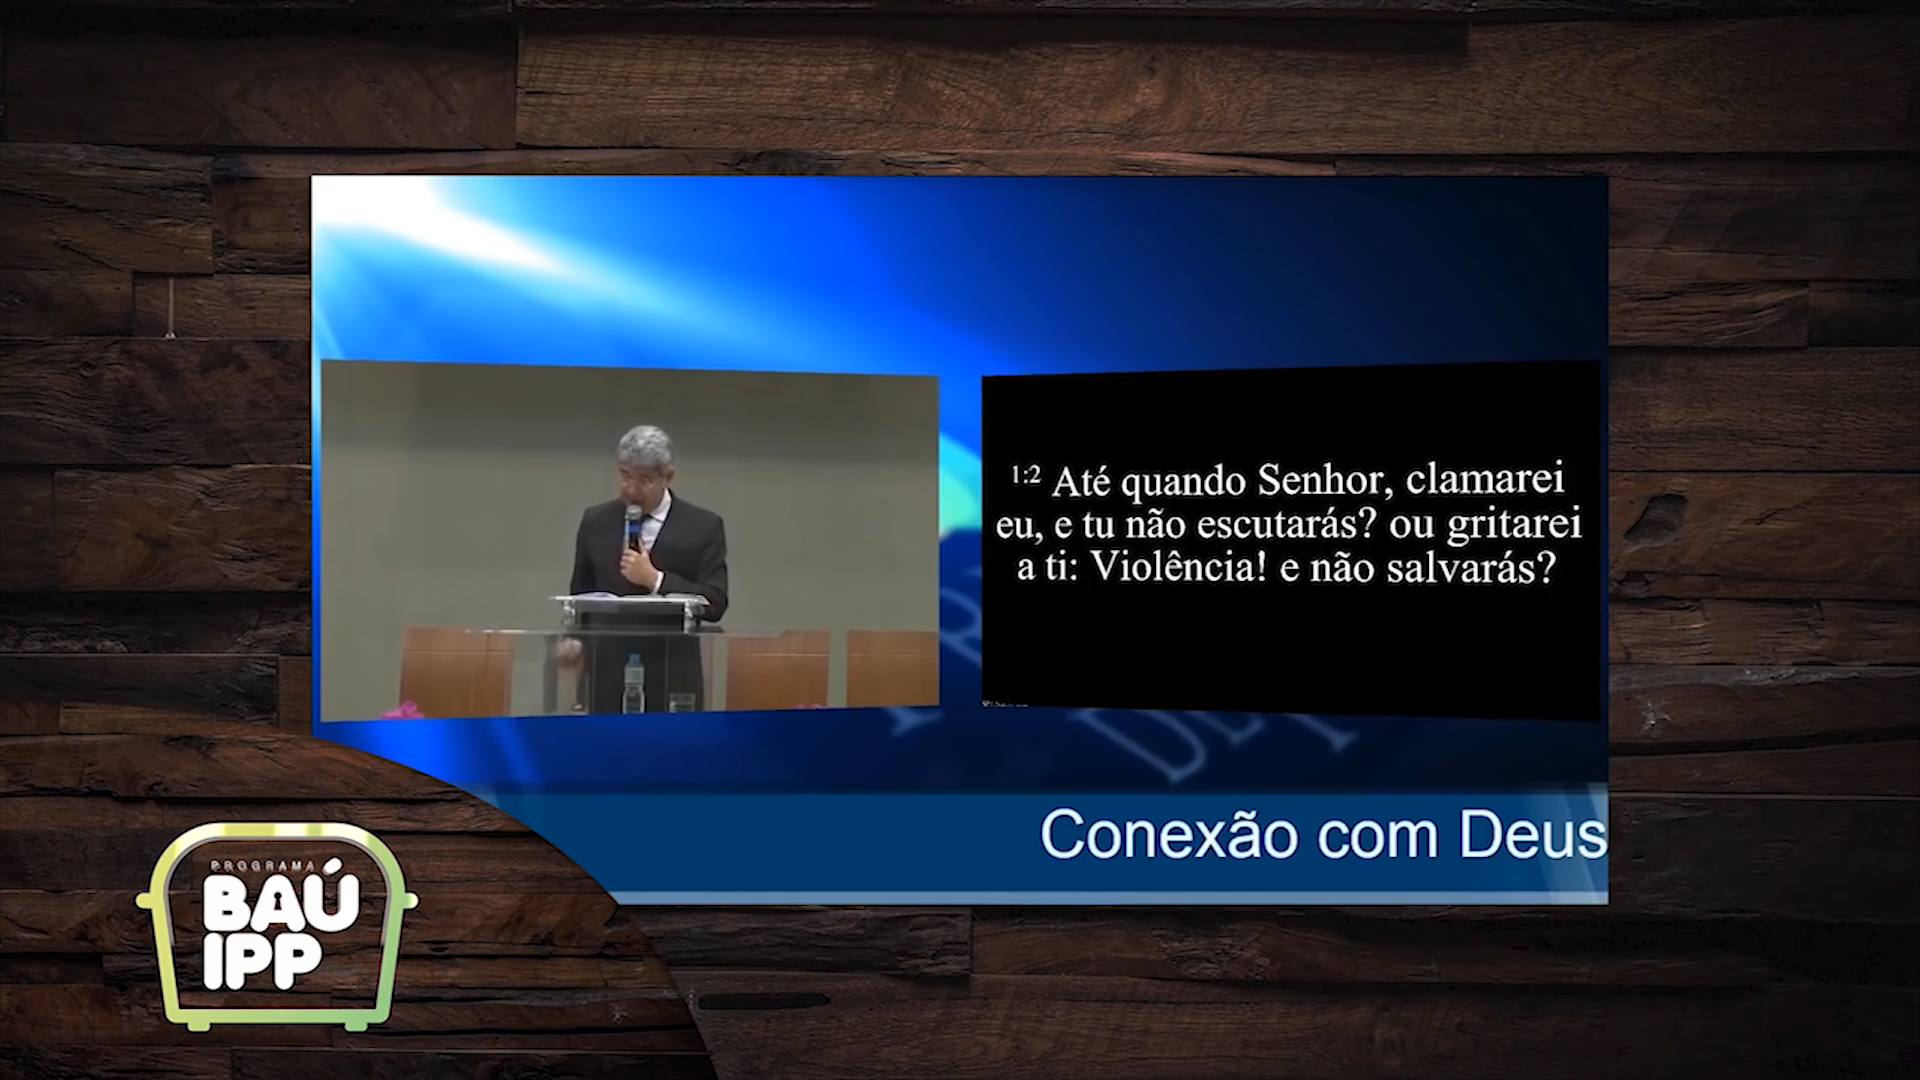 1:2 Até quando Senhor, clamarei
eu, e tu não escutarás? ou gritarei
a ti: Violência! e não salvarás?
Conexão com Deus
PROGRAMA
BAÚ
IPP